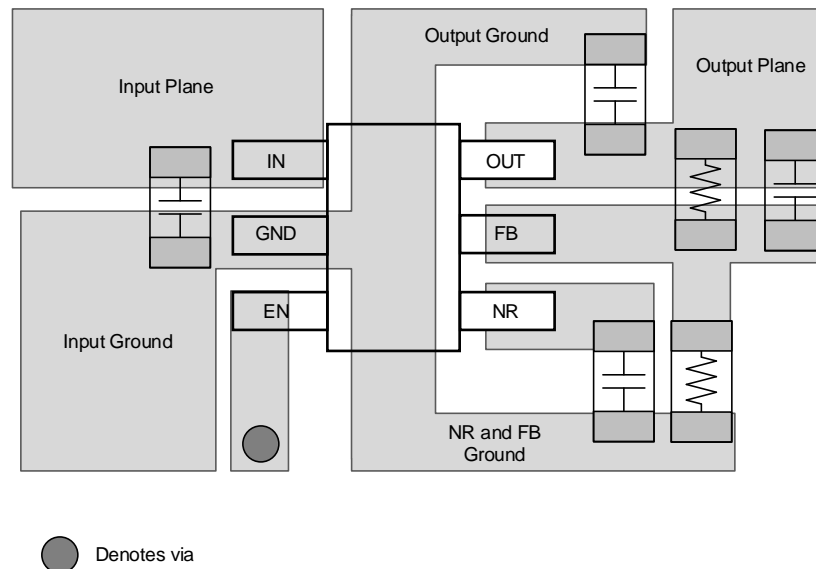 Output Ground
Input Plane
Output Plane
IN
OUT
GND
FB
EN
NR
Input Ground
NR and FB
Ground
Denotes via